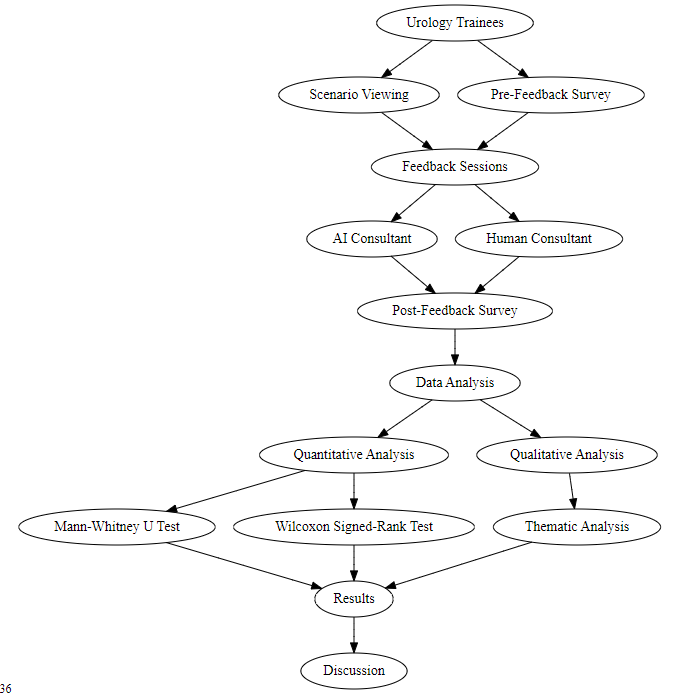 Urology Trainees
Scenario Viewing
Pre-Feedback Survey
Feedback Sessions
AI Consultant
Human Consultant
Post-Feedback Survey
Data Analysis
Quantitative Analysis
Qualitative Analysis
Mann-Whitney U Test
Wilcoxon Signed-Rank Test
Thematic Analysis
Results
Discussion
36